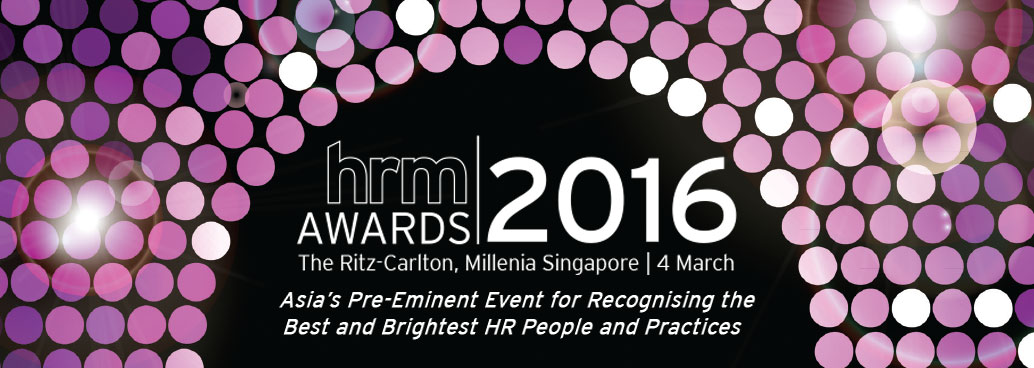 hrm
AWARDS
2016
The Ritz-Carlton, Millenia Singapore | 4 March
Asia's Pre-Eminent Event for Recognising the
Best and Brightest HR People and Practices